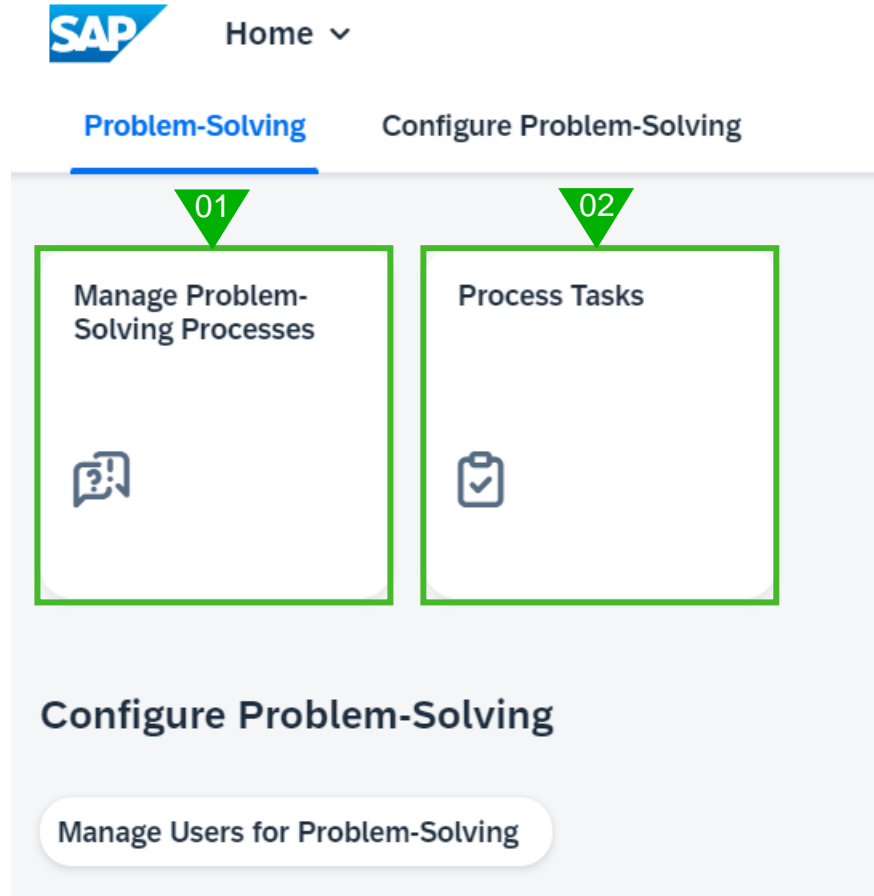 SAP Home
Problem-Solving Configure Problem-Solving
01 02
Manage Problem-
Solving Processes
Process Tasks
Configure Problem-Solving
Manage Users for Problem-Solving